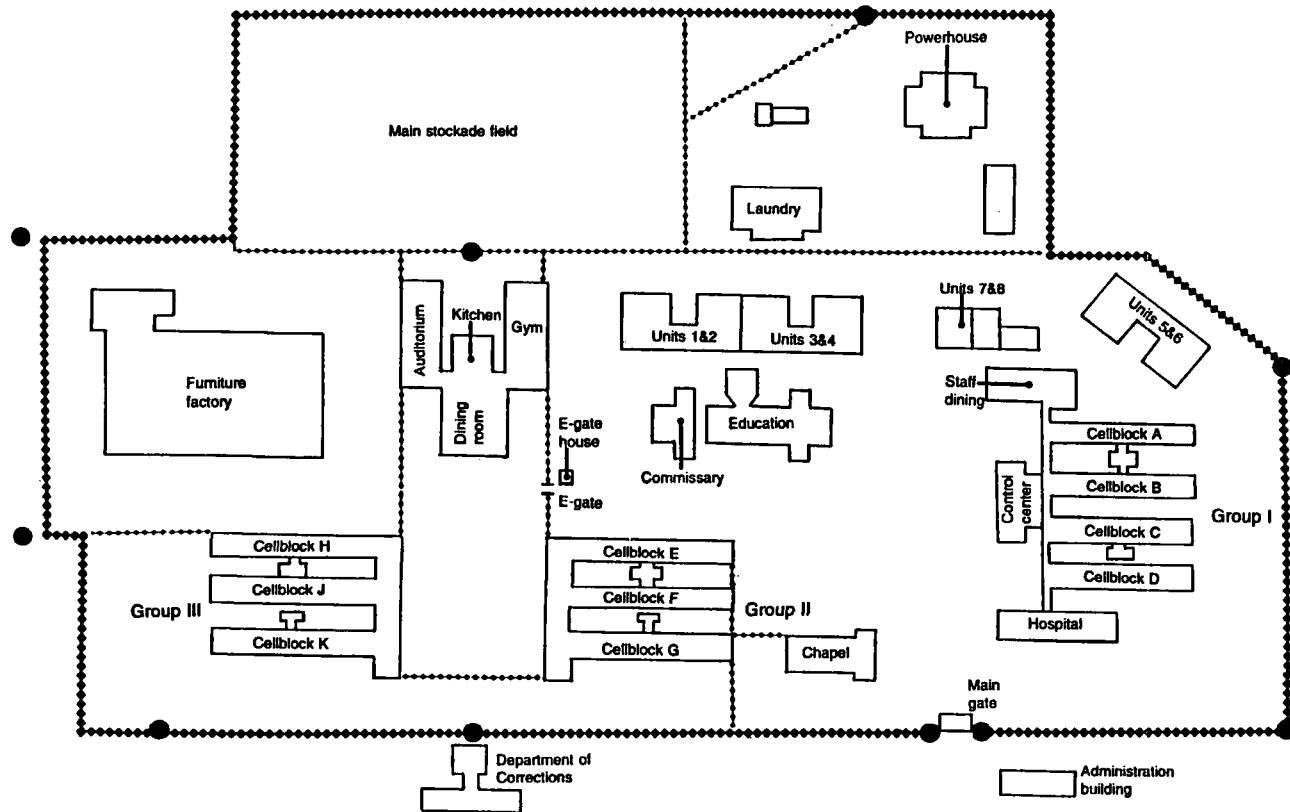 Powerhouse
Main stockade field
Laundry
Units 7&8
Units 5&6
Auditorium
Kitchen
Gym
Units 1&2
Units 3&4
Furniture
factory
Staff
dining
Dining
room
E-gate
house
Education
Cellblock A
Commissary
Cellblock B
E-gate
Control
center
Group I
Cellblock C
Cellblock H
Cellblock E
Cellblock D
Cellblock J
Cellblock F
Group III
Group II
Hospital
Cellblock K
Cellblock G
Chapel
Main
gate
Department of
Corrections
Administration
building